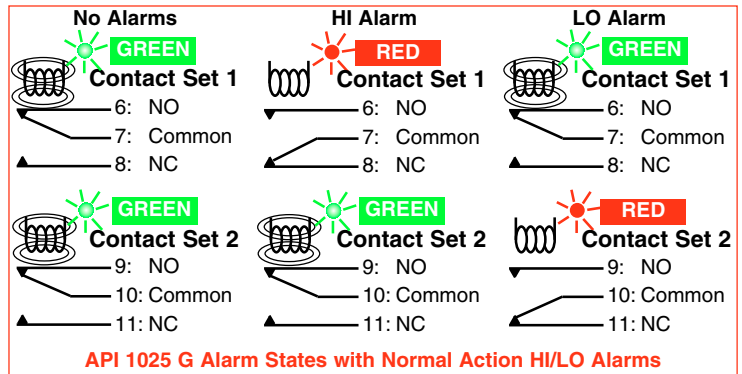 No Alarms
HI Alarm
LO Alarm
GREEN
RED
GREEN
Contact Set 1
Contact Set 1
Contact Set 1
6: NO
6: NO
6: NO
7: Common
7: Common
7: Common
8: NC
8: NC
8: NC
GREEN
GREEN
RED
Contact Set 2
Contact Set 2
Contact Set 2
9: NO
9: NO
9: NO
10: Common
10: Common
10: Common
11: NC
11: NC
11: NC
API 1025 G Alarm States with Normal Action HI/LO Alarms